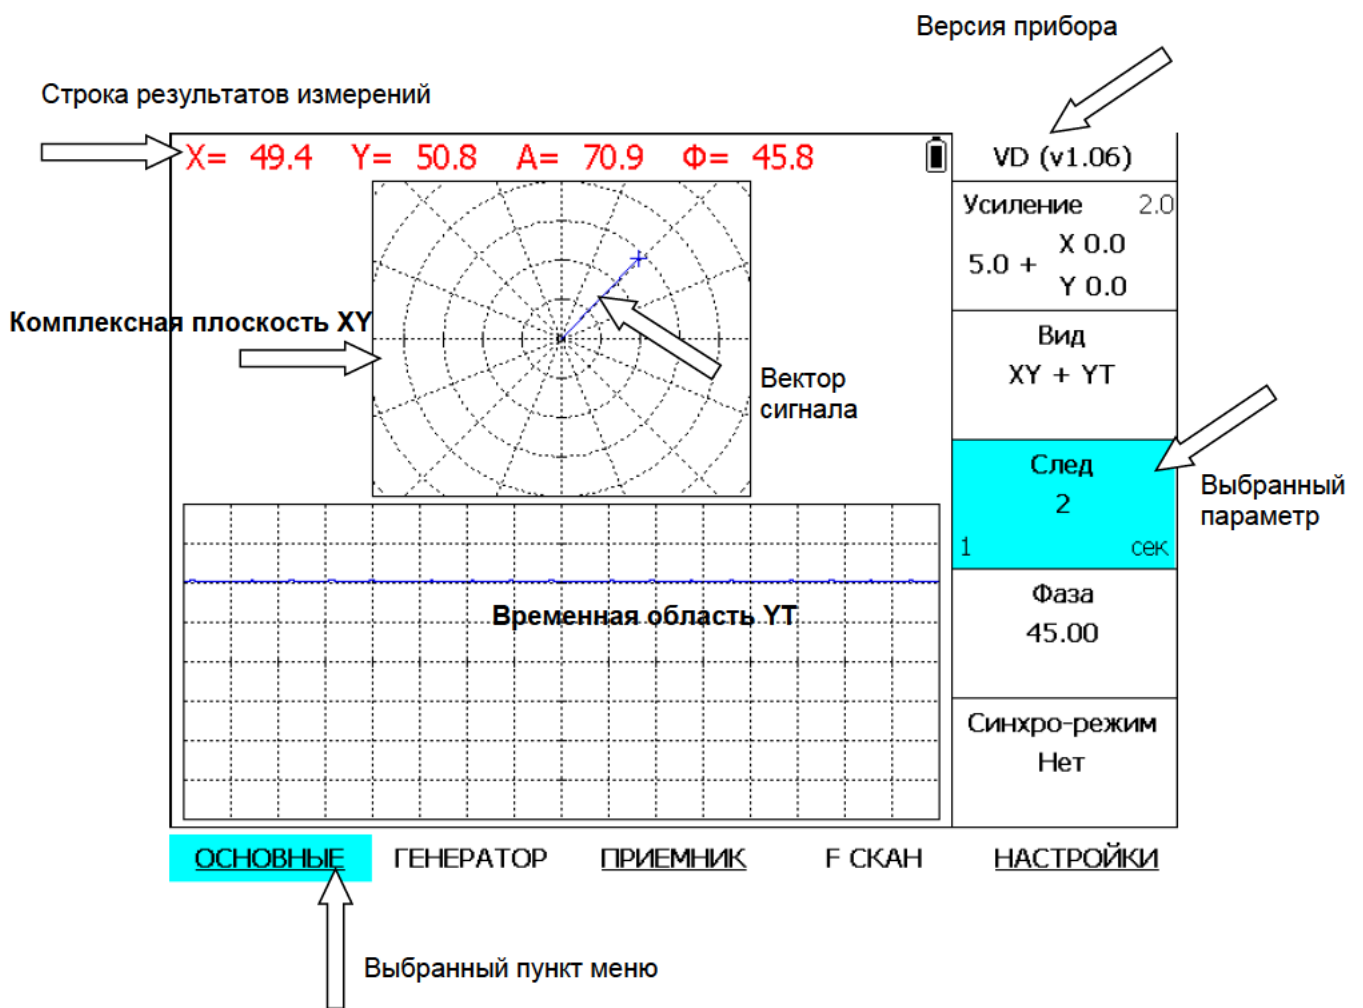 Версия прибора
Строка результатов измерений
X= 49.4 Y= 50.8 A= 70.9 Ф= 45.8
VD (v1.06)
Усиление 2.0
5.0 + X 0.0
Y 0.0
Комплексная плоскость XY
Вид
XY + YT
Вектор
сигнала
След
2
1 сек
Выбранный
параметр
Фаза
45.00
Временная область YT
Синхро-режим
Нет
ОСНОВНЫЕ ГЕНЕРАТОР ПРИЕМНИК F СКАН НАСТРОЙКИ
Выбранный пункт меню